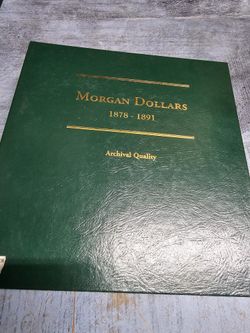 MORGAN DOLLARS
1878 - 1891
Archival Quality